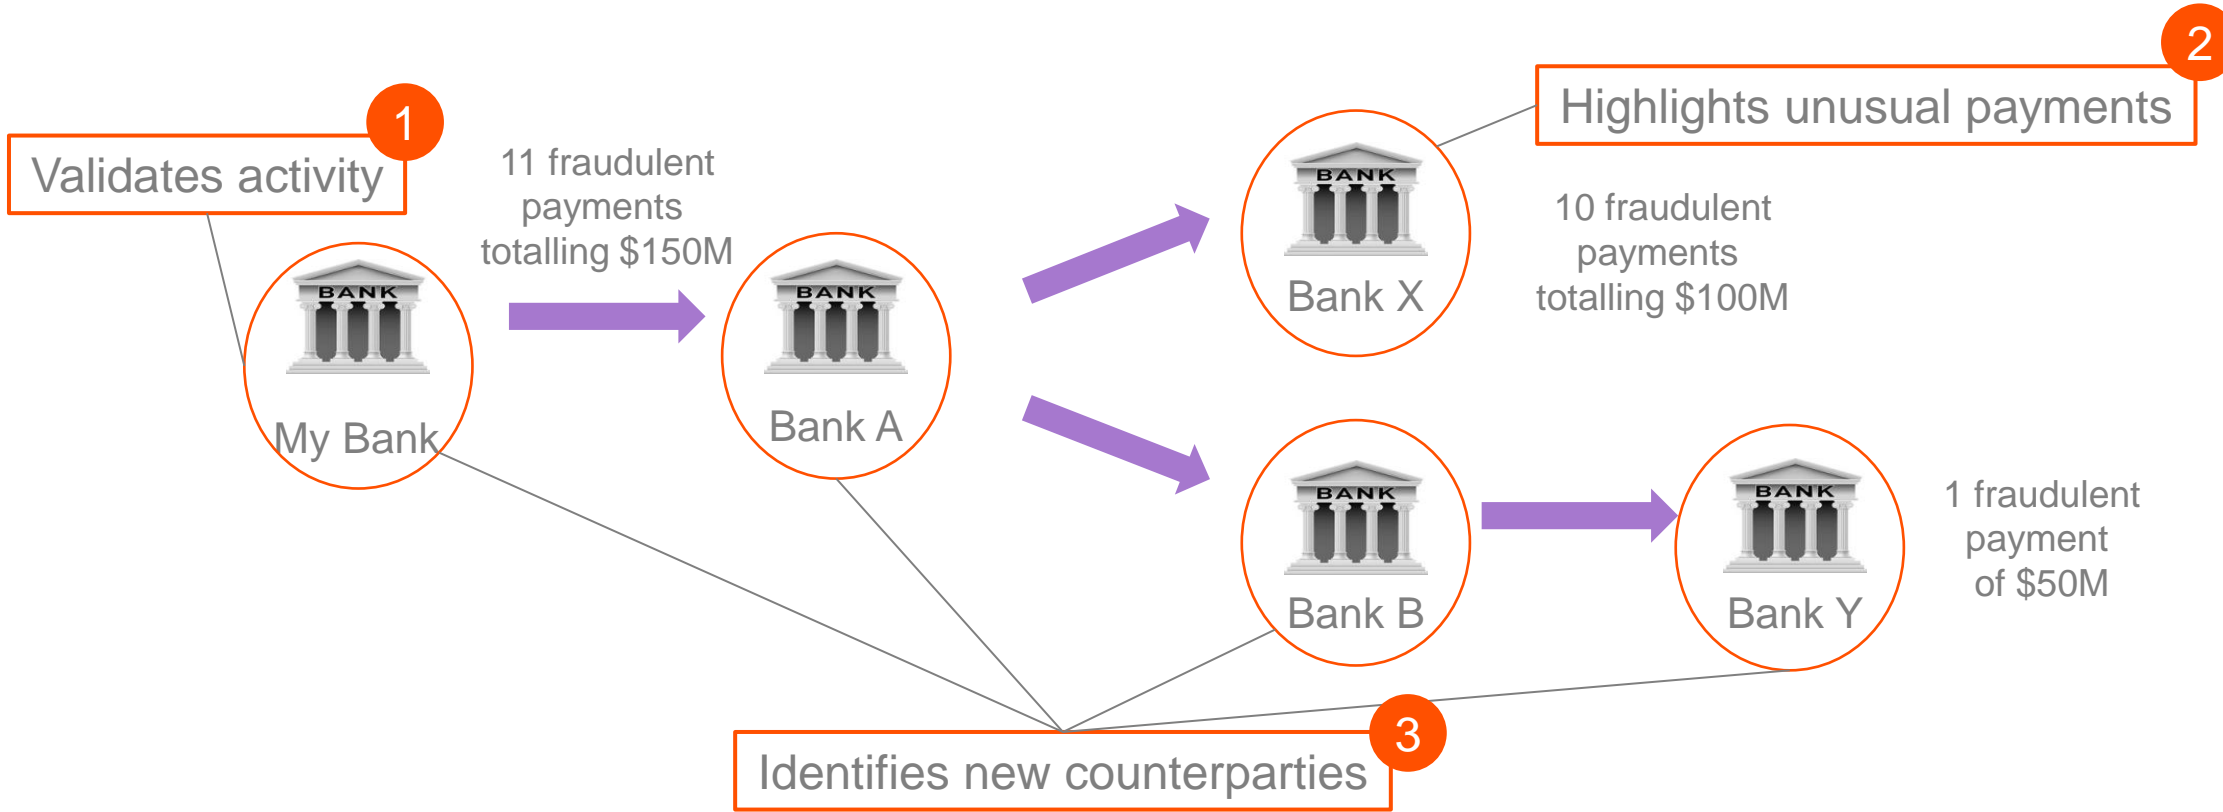 2
1
Highlights unusual payments
Validates activity
11 fraudulent
payments
totalling $150M
BANK
Bank X
10 fraudulent
payments
totalling $100M
BANK
My Bank
BANK
Bank A
BANK
Bank B
BANK
Bank Y
1 fraudulent
payment
of $50M
3
Identifies new counterparties